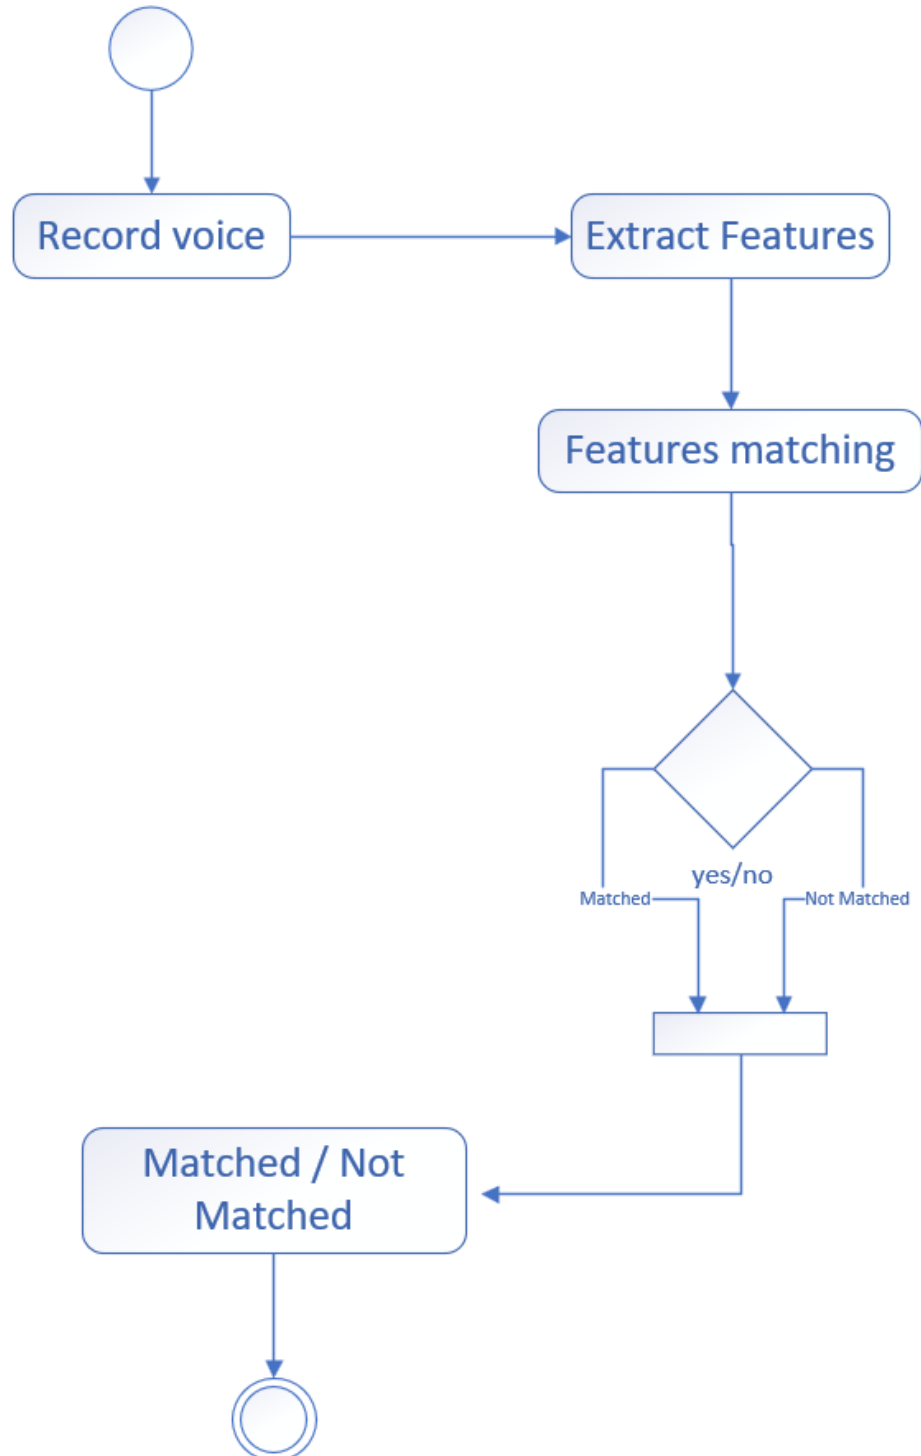 Record voice
Extract Features
Features matching
yes/no
Matched
Not Matched
Matched / Not
Matched